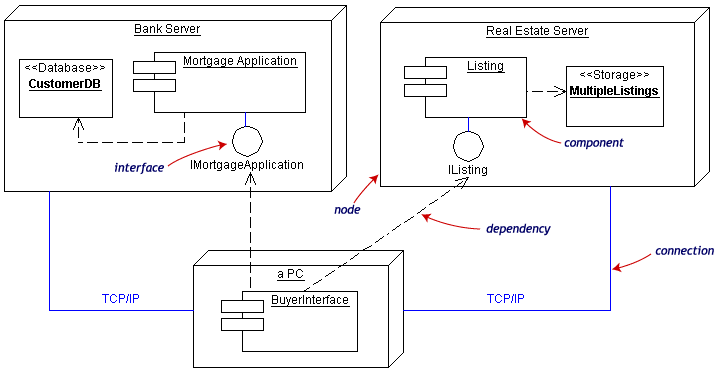 Bank Server
<<Database>>
CustomerDB
Mortgage Application
interface
IMortgageApplication
Real Estate Server
Listing
<<Storage>>
MultipleListings
component
IListing
node
dependency
connection
a PC
BuyerInterface
TCP/IP
TCP/IP